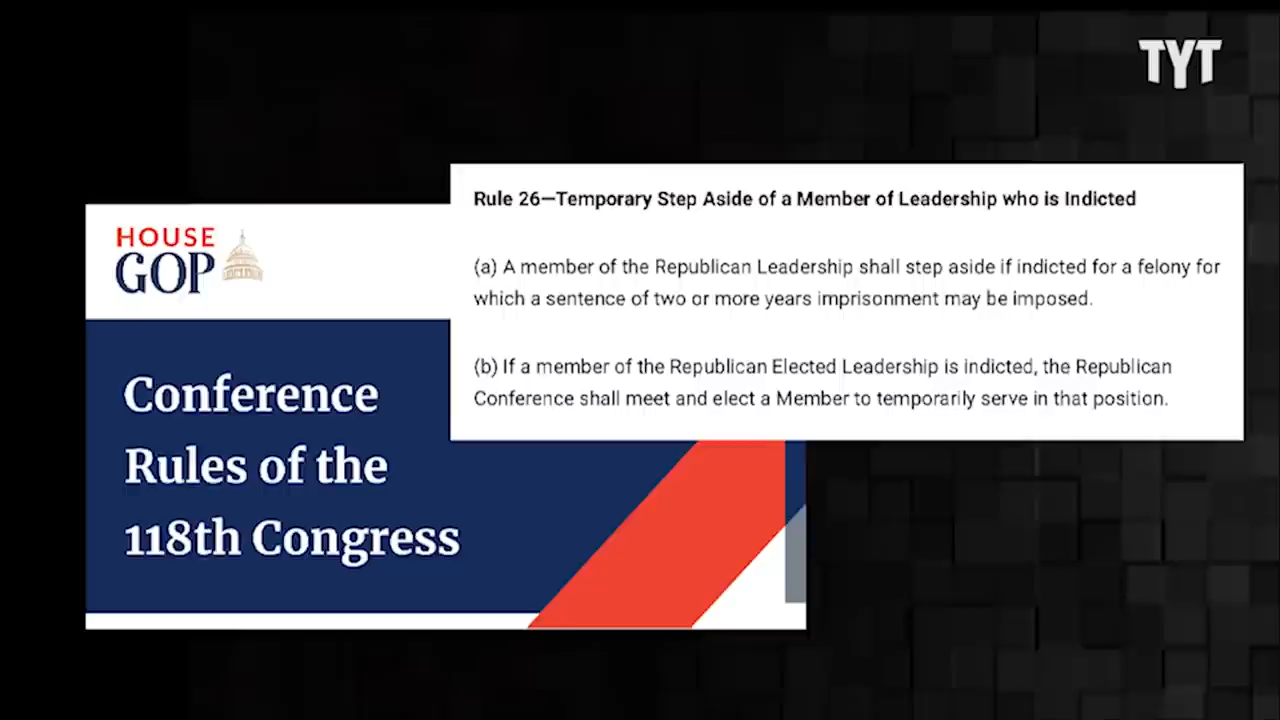 TYT
Rule 26—Temporary Step Aside of a Member of Leadership who is Indicted
(a) A member of the Republican Leadership shall step aside if indicted for a felony for
which a sentence of two or more years imprisonment may be imposed.
(b) If a member of the Republican Elected Leadership is indicted, the Republican
Conference shall meet and elect a Member to temporarily serve in that position.
HOUSE
GOP
Conference
Rules of the
118th Congress